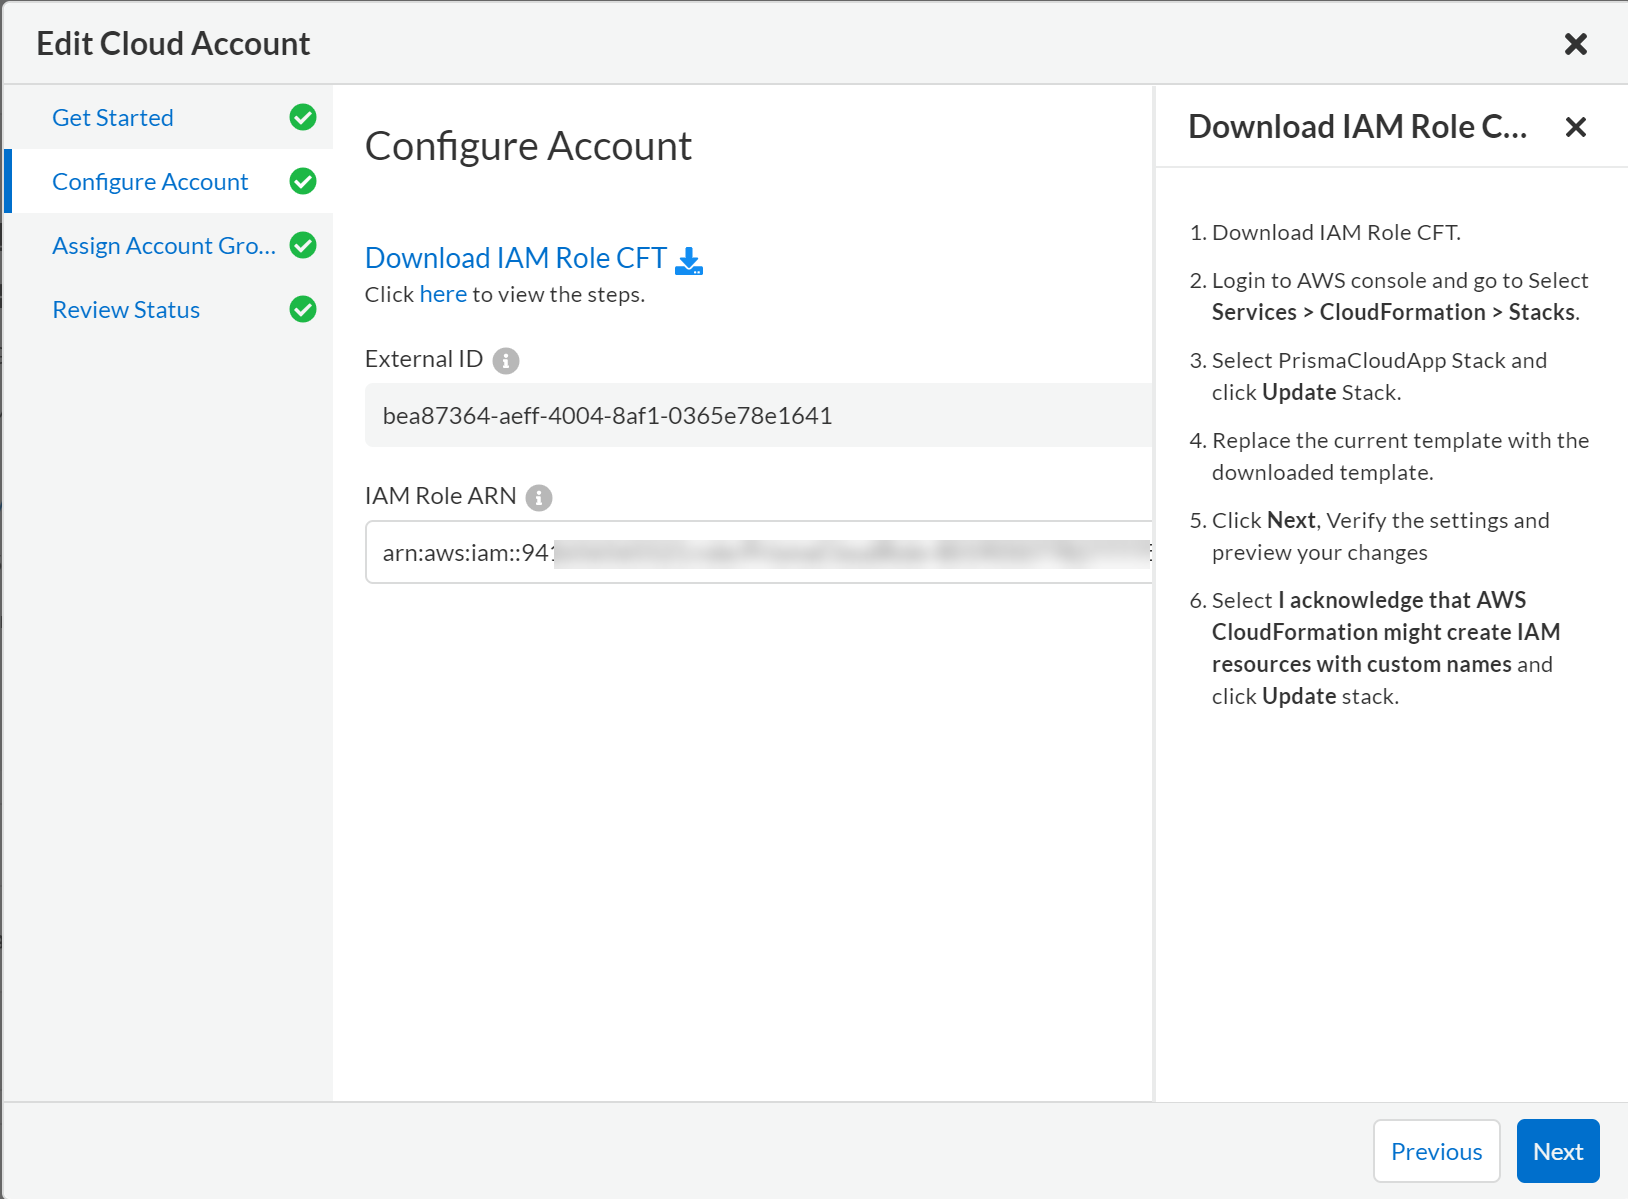 Edit Cloud Account
Get Started
Configure Account
Assign Account Gro...
Review Status
Configure Account
Download IAM Role CFT
Click here to view the steps.
External ID
bea87364-aeff-4004-8af1-0365e78e1641
IAM Role ARN
arn:aws:iam::941
Download IAM Role C...
1. Download IAM Role CFT.
2. Login to AWS console and go to Select
Services > CloudFormation > Stacks.
3. Select PrismaCloudApp Stack and
click Update Stack.
4. Replace the current template with the
downloaded template.
5. Click Next, Verify the settings and
preview your changes
6. Select I acknowledge that AWS
CloudFormation might create IAM
resources with custom names and
click Update stack.
Previous
Next